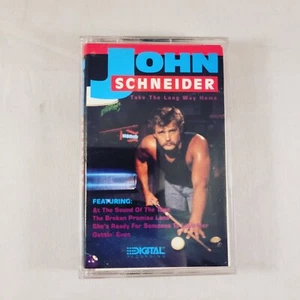 JOHN
SCHNEIDER
Take The Long Way Home
FEATURING:
At The Sound Of The
The Broken Promise Land
She's Ready For Someone
Gettin' Even
DIGITAL